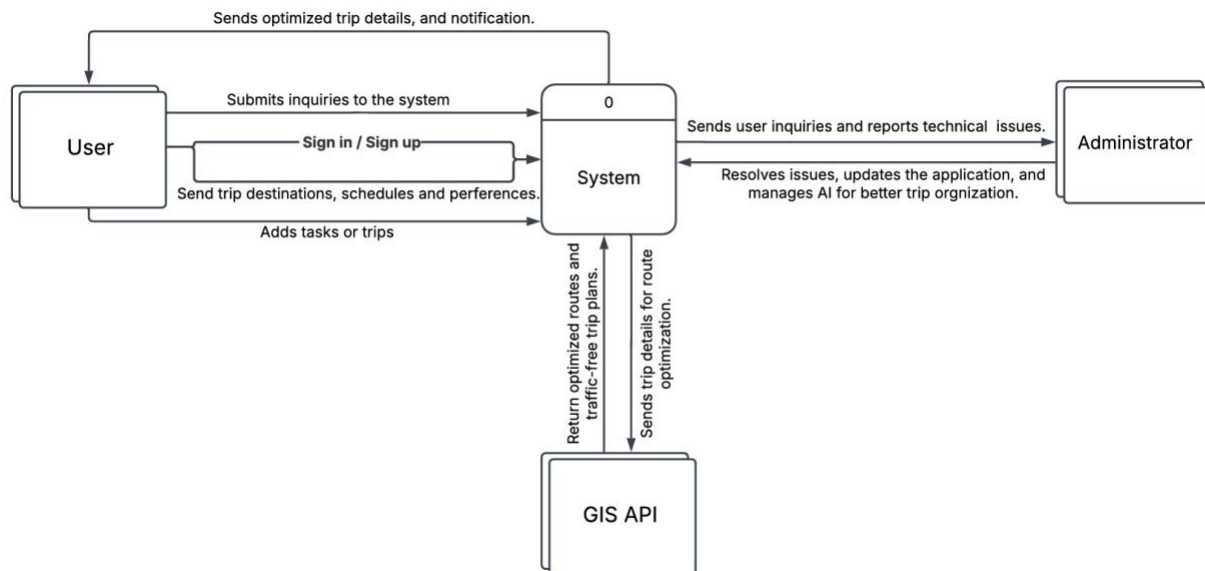 Sends optimized trip details, and notification.
User
Submits inquiries to the system
Sign in / Sign up
Send trip destinations, schedules and perferences.
Adds tasks or trips
0
System
Sends user inquiries and reports technical issues.
Resolves issues, updates the application, and
manages AI for better trip orgnization.
Administrator
Return optimized routes and
traffic-free trip plans.
Sends trip details for route
optimization.
GIS API